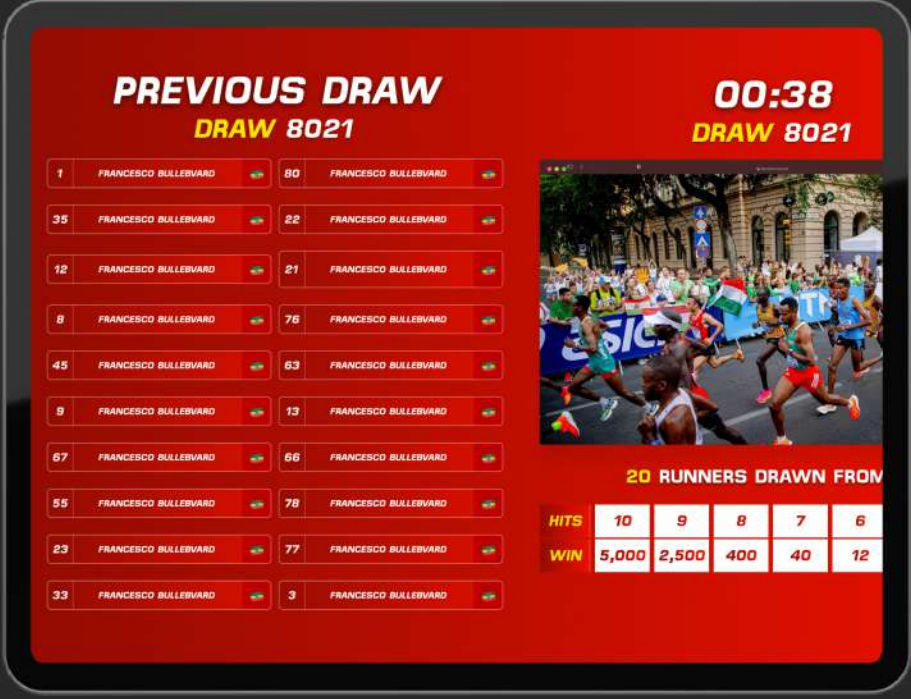 PREVIOUS DRAW
DRAW 8021
1 FRANCESCO BULLEBVARD
80 FRANCESCO BULLEBVARD
35 FRANCESCO BULLEBVARD
22 FRANCESCO BULLEBVARD
12 FRANCESCO BULLEBVARD
21 FRANCESCO BULLEBVARD
8 FRANCESCO BULLEBVARD
76 FRANCESCO BULLEBVARD
45 FRANCESCO BULLEBVARD
63 FRANCESCO BULLEBVARD
9 FRANCESCO BULLEBVARD
13 FRANCESCO BULLEBVARD
67 FRANCESCO BULLEBVARD
66 FRANCESCO BULLEBVARD
55 FRANCESCO BULLEBVARD
78 FRANCESCO BULLEBVARD
23 FRANCESCO BULLEBVARD
77 FRANCESCO BULLEBVARD
33 FRANCESCO BULLEBVARD
3 FRANCESCO BULLEBVARD
00:38
DRAW 8021
20 RUNNERS DRAWN FROM
HITS 10 9 8 7 6
WIN 5,000 2,500 400 40 12